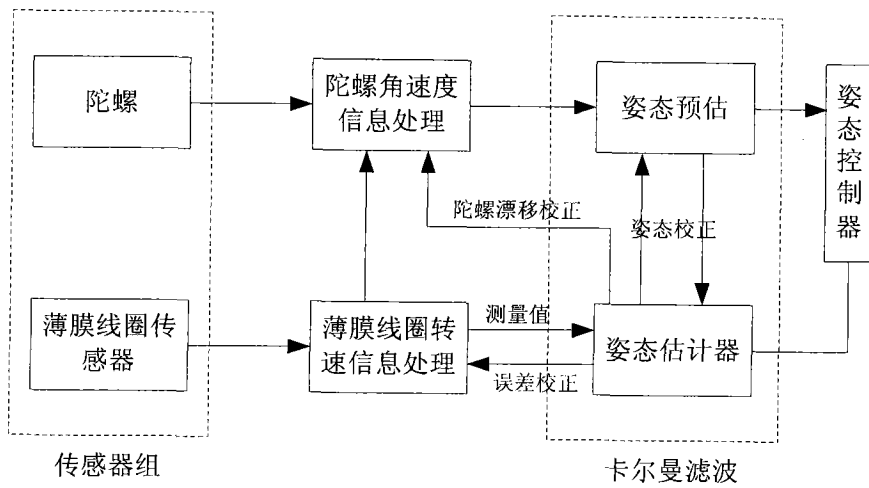 陀螺
陀螺角速度
信息处理
姿态预估
姿态控制器
陀螺漂移校正
姿态校正
薄膜线圈传
感器
薄膜线圈转
速信息处理
测量值
误差校正
姿态估计器
传感器组
卡尔曼滤波